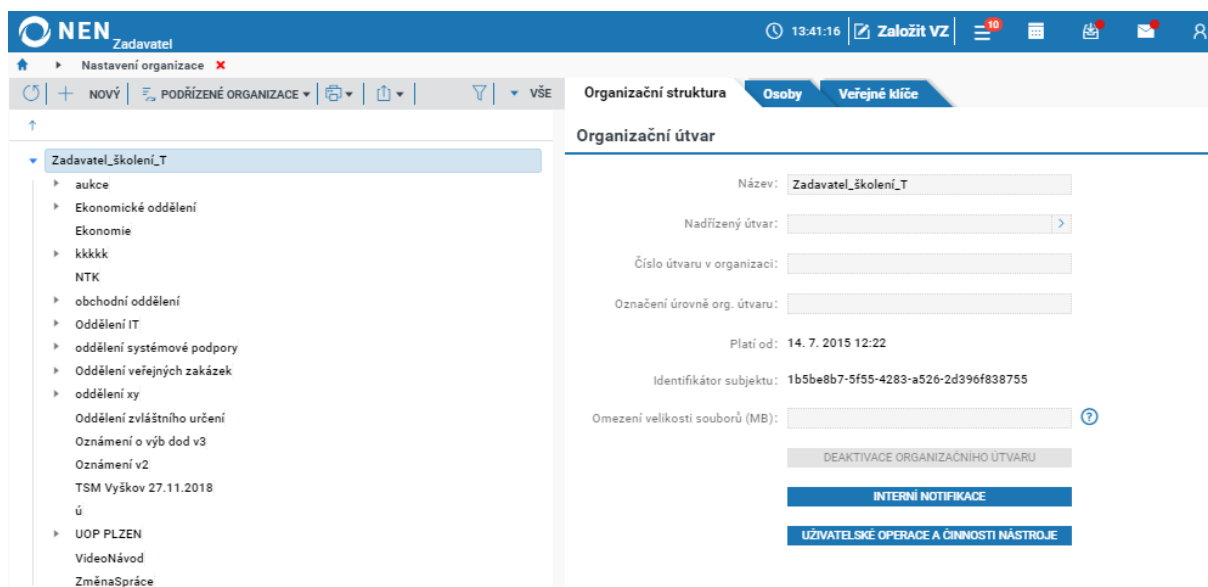 NEN Zadavatel
13:41:16 Založit VZ 10
Nastavení organizace
NOVÝ PODŘÍZENÉ ORGANIZACE VŠE
Zadavatel_školení_T
aukce
Ekonomické oddělení
Ekonomie
kkkkk
NTK
obchodní oddělení
Oddělení IT
oddělení systémové podpory
Oddělení veřejných zakázek
oddělení xy
Oddělení zvláštního určení
Oznámení o výb dod v3
Oznámení v2
TSM Vyškov 27.11.2018
ú
UOP PLZEN
VideoNávod
ZměnaSpráce
Organizační struktura Osoby Veřejné klíče
Organizační útvar
Název: Zadavatel_školení_T
Nadřízený útvar:
Číslo útvaru v organizaci:
Označení úrovně org. útvaru:
Platí od: 14. 7. 2015 12:22
Identifikátor subjektu: 1b5be8b7-5f55-4283-a526-2d396f838755
Omezení velikosti souborů (MB): ?
DEAKTIVACE ORGANIZAČNÍHO ÚTVARU
INTERNÍ NOTIFIKACE
UŽIVATELSKÉ OPERACE A ČINNOSTI NÁSTROJE